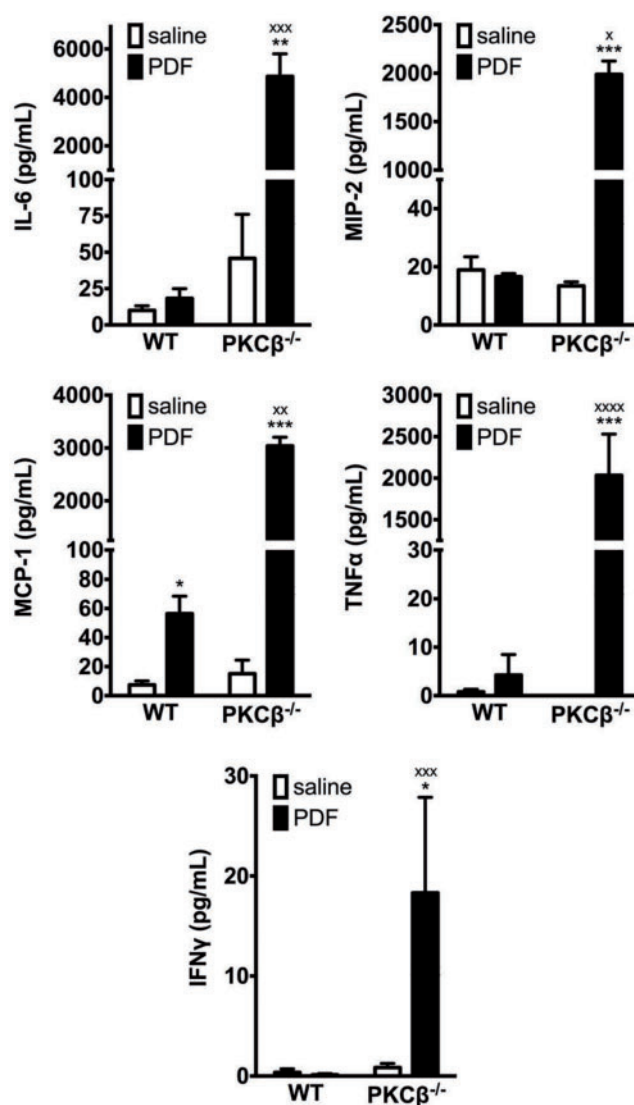 saline
PDF
IL-6 (pg/mL)
6000
4000
2000
100
75
50
25
0
xxx
**
WT PKCβ-/-
saline
PDF
MIP-2 (pg/mL)
2500
2000
1500
1000
60
40
20
0
x
***
WT PKCβ-/-
saline
PDF
MCP-1 (pg/mL)
4000
3000
2000
1000
100
80
60
40
20
0
*
xx
***
WT PKCβ-/-
saline
PDF
TNFα (pg/mL)
3000
2500
2000
1500
30
20
10
0
xxxx
***
WT PKCβ-/-
saline
PDF
IFNγ (pg/mL)
30
20
10
0
xxx
*
WT PKCβ-/-